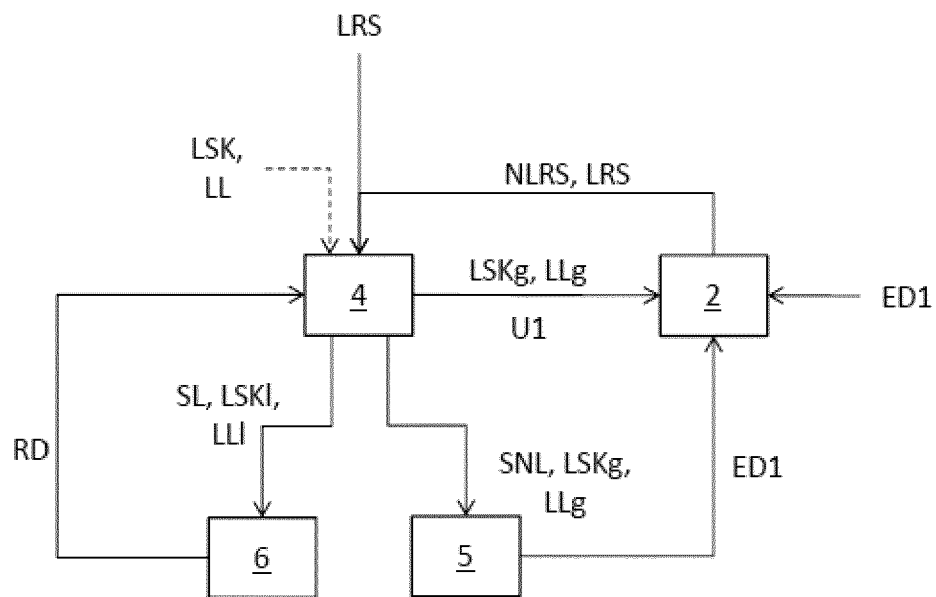 LRS
LSK,
LL
NLRS, LRS
4
LSKg, LLg
U1
2
ED1
SL, LSKl,
LLl
RD
SNL, LSKg,
LLg
ED1
6
5